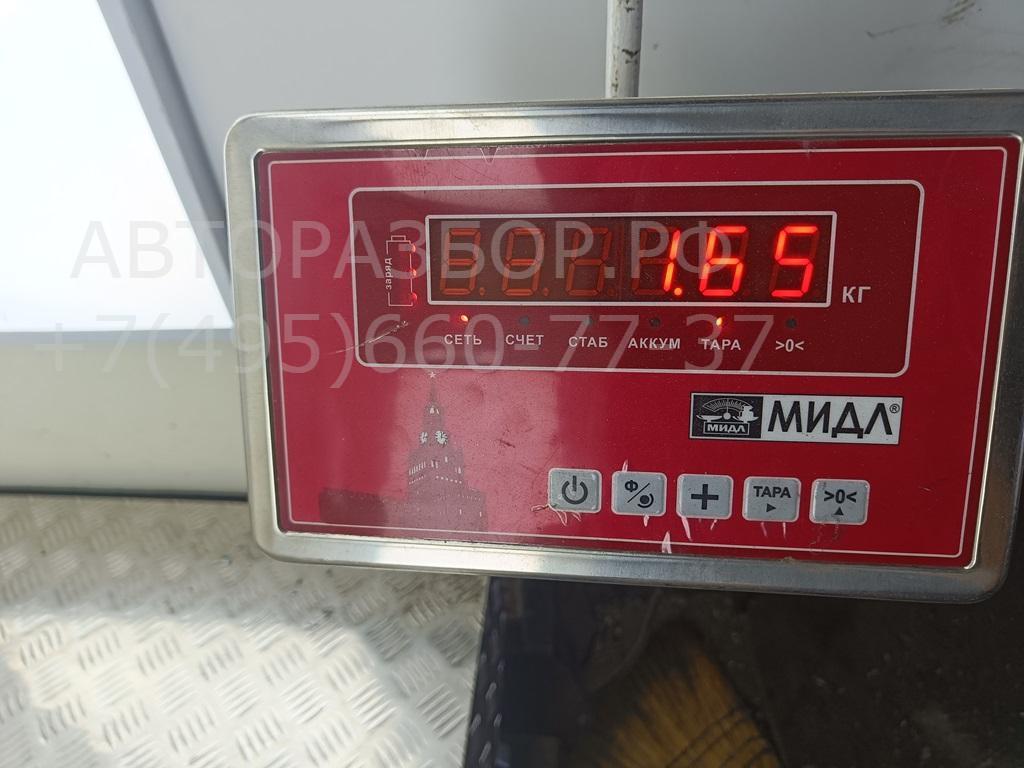 АВТОРАЗБОР.РФ
+7(495)660-77-37
заряд
1.65
КГ
СЕТЬ СЧЕТ СТАБ АККУМ ТАРА >0<
МИДЛ МИДЛ®
Ф + ТАРА >0<